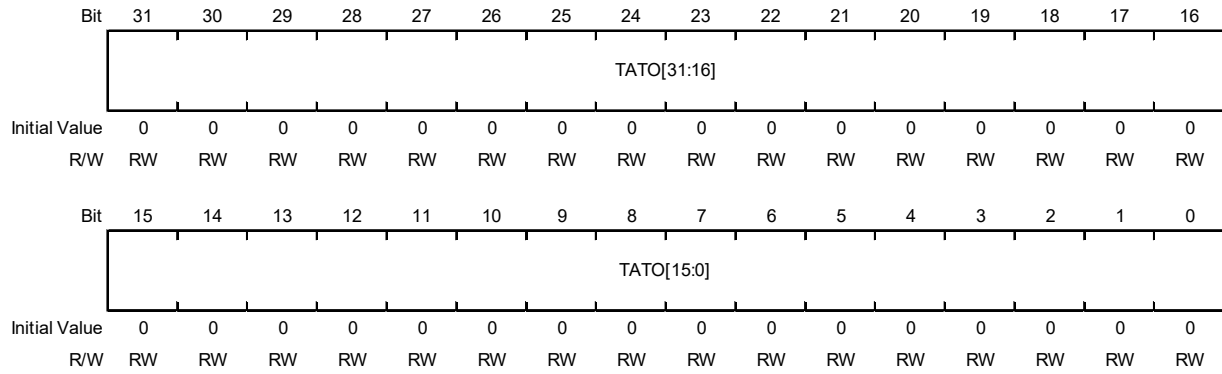 Bit 31 30 29 28 27 26 25 24 23 22 21 20 19 18 17 16
TATO[31:16]
Initial Value 0 0 0 0 0 0 0 0 0 0 0 0 0 0 0 0
R/W RW RW RW RW RW RW RW RW RW RW RW RW RW RW RW RW
Bit 15 14 13 12 11 10 9 8 7 6 5 4 3 2 1 0
TATO[15:0]
Initial Value 0 0 0 0 0 0 0 0 0 0 0 0 0 0 0 0
R/W RW RW RW RW RW RW RW RW RW RW RW RW RW RW RW RW